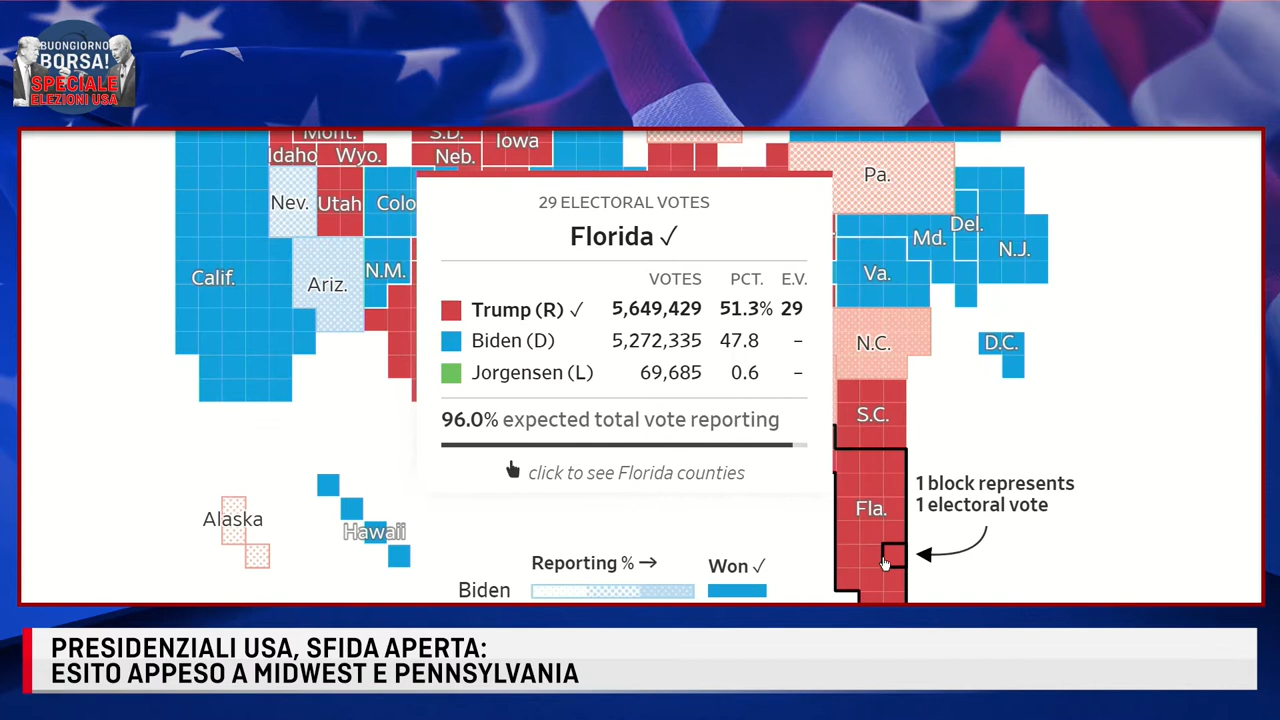 BUONGIORNO
BORSA!
SPECIALE
ELEZIONI USA
Mont.
S.D.
Iowa
Idaho
Wyo.
Neb.
Pa.
Nev.
Utah
Colo
Del.
Md.
N.J.
Calif.
Ariz.
N.M.
Va.
N.C.
D.C.
S.C.
Fla.
29 ELECTORAL VOTES
Florida ✓
VOTES PCT. E.V.
Trump (R) ✓ 5,649,429 51.3% 29
Biden (D) 5,272,335 47.8 –
Jorgensen (L) 69,685 0.6 –
96.0% expected total vote reporting
click to see Florida counties
1 block represents
1 electoral vote
Alaska
Hawaii
Reporting % → Won ✓
Biden
PRESIDENZIALI USA, SFIDA APERTA:
ESITO APPESO A MIDWEST E PENNSYLVANIA